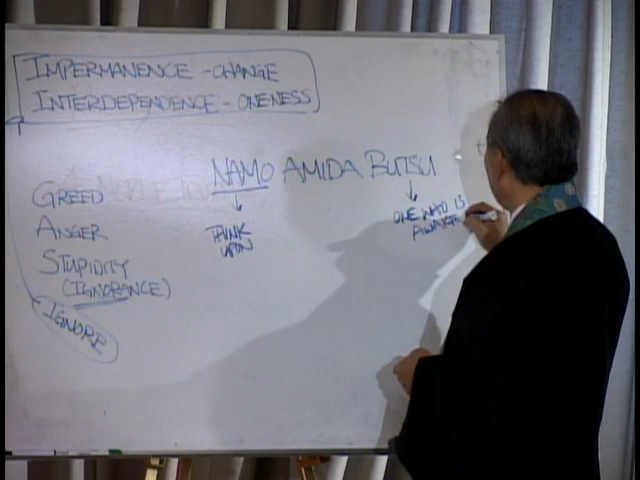 IMPERMANENCE - CHANGE
INTERDEPENDENCE - ONENESS
NAMO AMIDA BUTSU
GREED
ANGER
STUPIDITY
(IGNORANCE)
IGNORE
THINK
UPON
ONE WHO IS
AWAKE